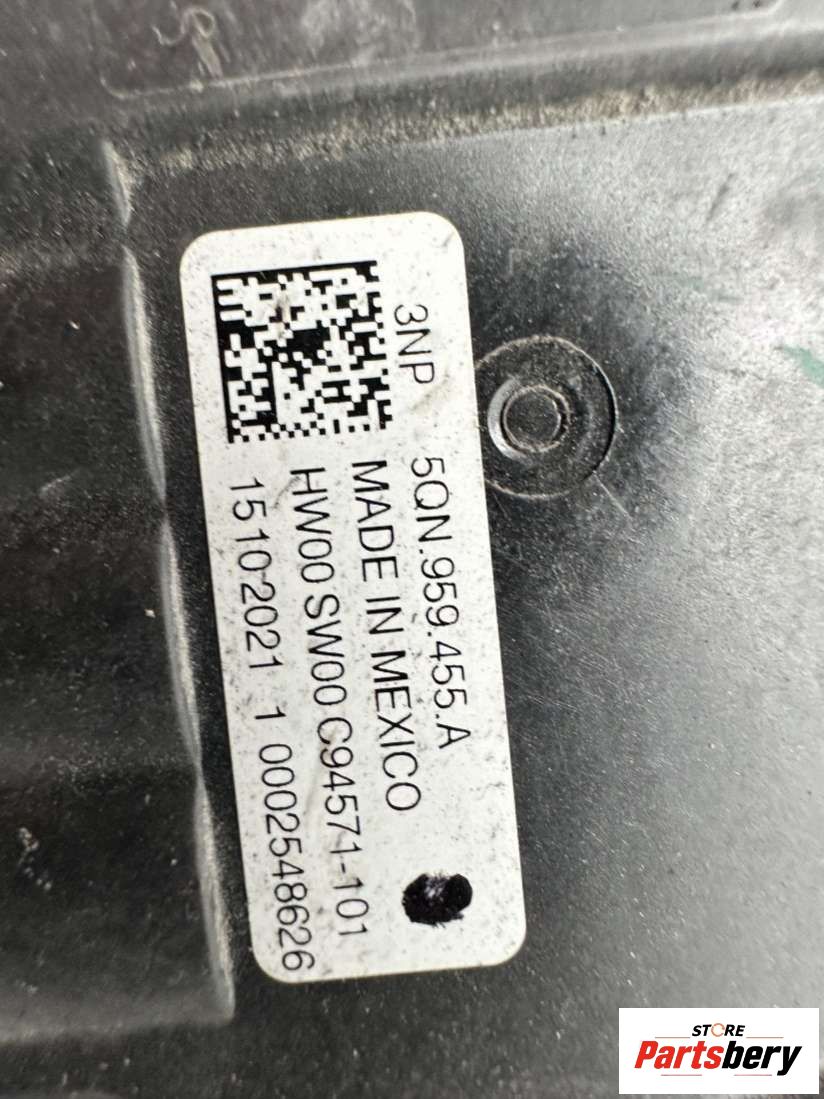 3NP
5QN.959.455.A
MADE IN MEXICO
HW00 SW00 C94571-101
15102021 1 0002548626
STORE
Partsbery